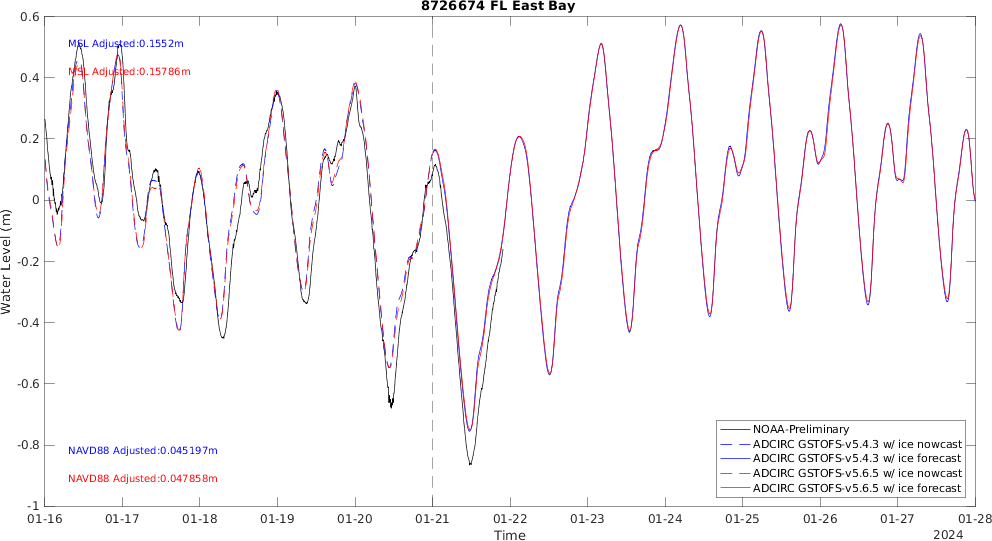 8726674 FL East Bay
0.6
MSL Adjusted:0.1552m
MSL Adjusted:0.15786m
0.4
0.2
0
-0.2
-0.4
-0.6
-0.8
-1
Water Level (m)
NAVD88 Adjusted:0.045197m
NAVD88 Adjusted:0.047858m
NOAA-Preliminary
ADCIRC GSTOFS-v5.4.3 w/ ice nowcast
ADCIRC GSTOFS-v5.4.3 w/ ice forecast
ADCIRC GSTOFS-v5.6.5 w/ ice nowcast
ADCIRC GSTOFS-v5.6.5 w/ ice forecast
01-16 01-17 01-18 01-19 01-20 01-21 01-22 01-23 01-24 01-25 01-26 01-27 01-28
Time
2024